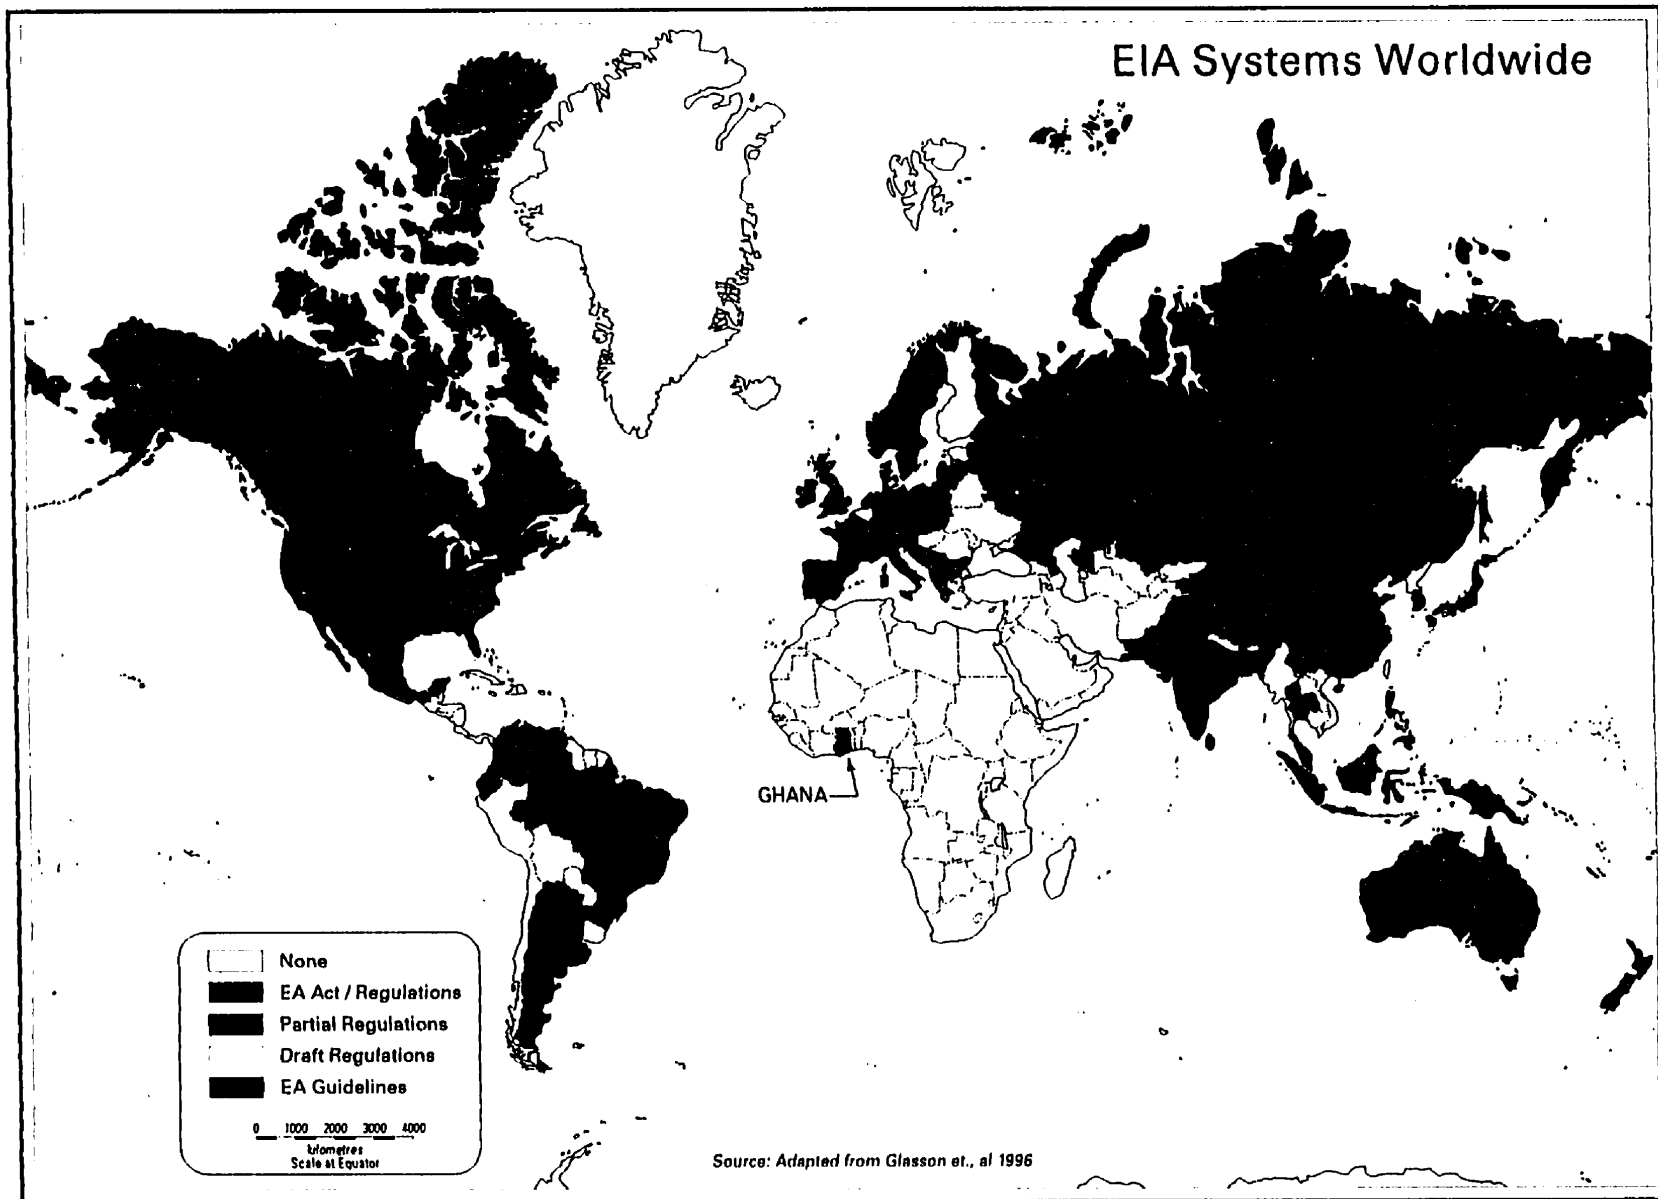 EIA Systems Worldwide
GHANA
None
EA Act / Regulations
Partial Regulations
Draft Regulations
EA Guidelines
0 1000 2000 3000 4000
kilometres
Scale at Equator
Source: Adapted from Glasson et., al 1996